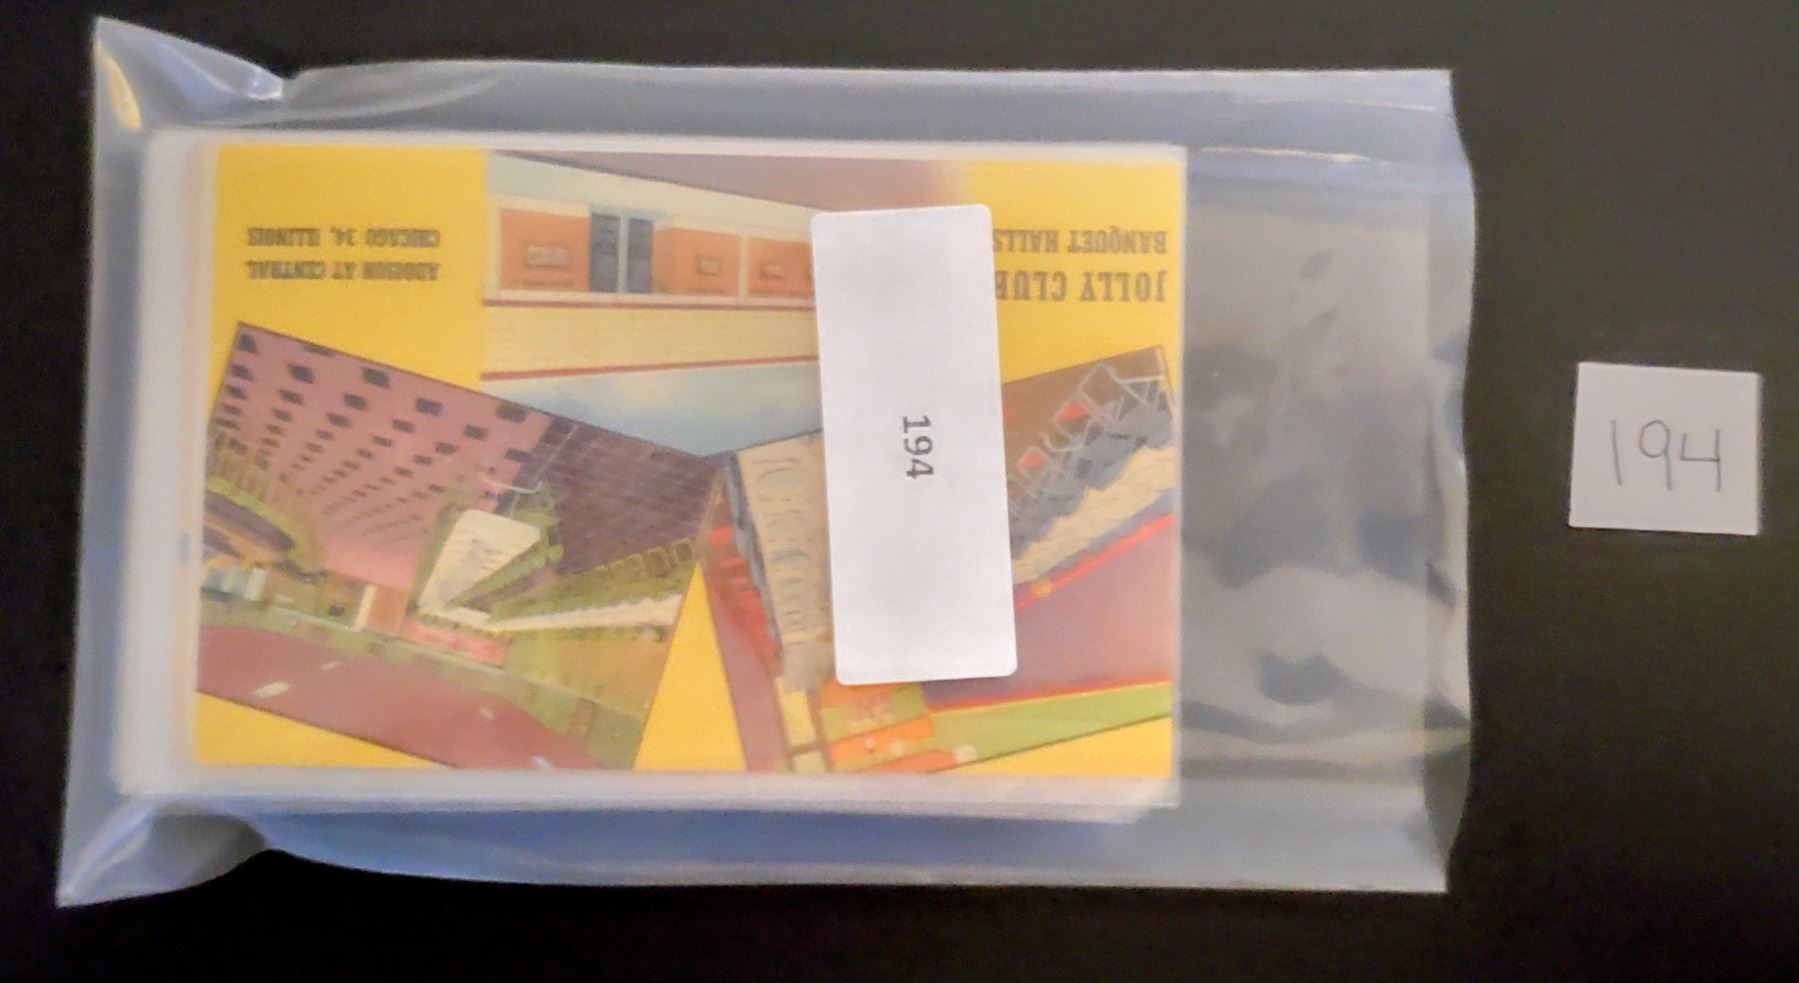 JOLLY CLUB
BANQUET HALLS
ADDISON AT CENTRAL
CHICAGO 34, ILLINOIS
194
194